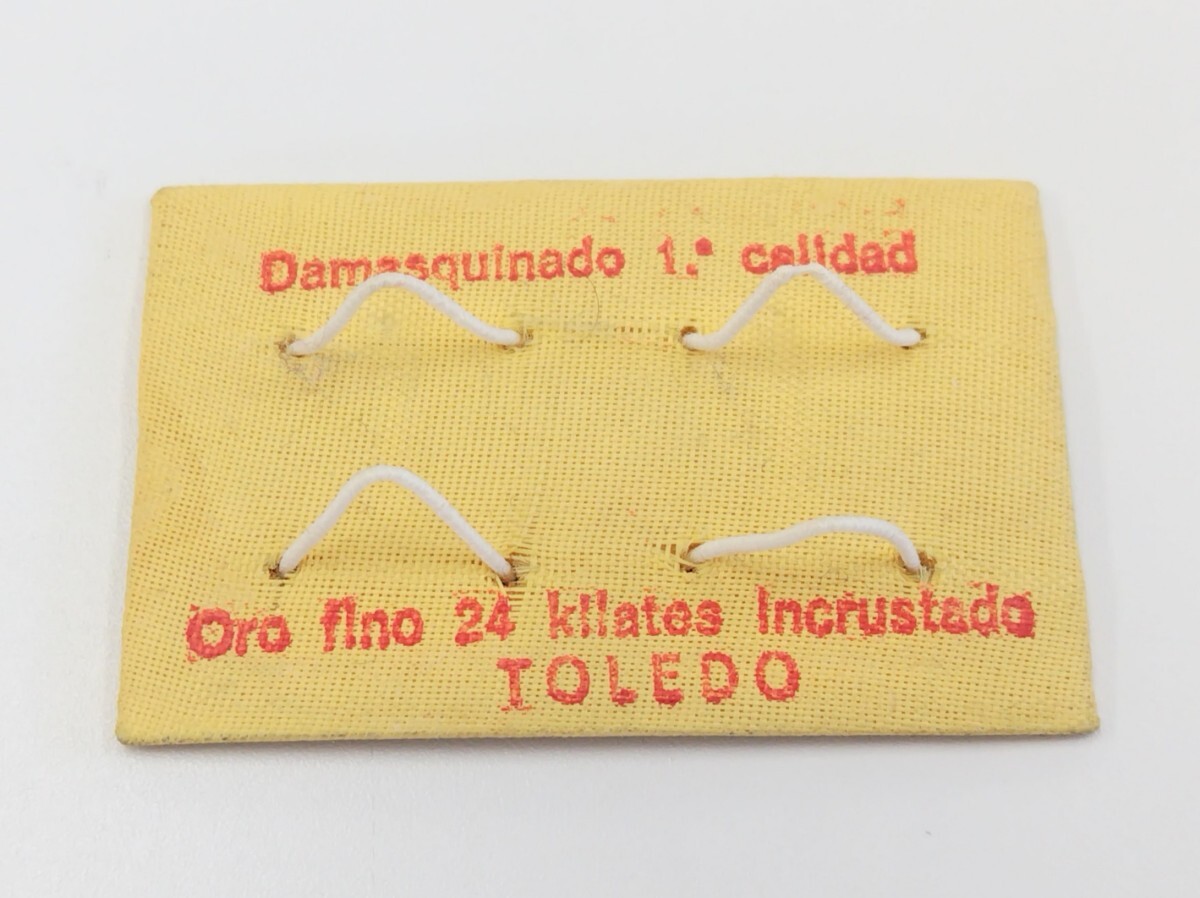 Damasquinado 1.ª calidad
Oro fino 24 kilates incrustado
TOLEDO